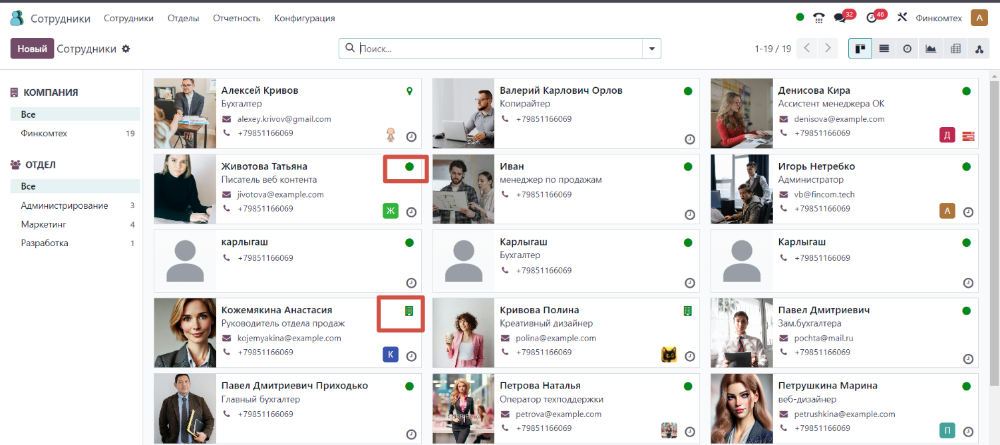 Сотрудники Сотрудники Отделы Отчетность Конфигурация 32 46 Финкомтех А
Новый Сотрудники Поиск... 1-19 / 19
КОМПАНИЯ
Все
Финкомтех 19
ОТДЕЛ
Все
Администрирование 3
Маркетинг 4
Разработка 1
Алексей Кривов
Бухгалтер
alexey.krivov@gmail.com
+79851166069
Валерий Карлович Орлов
Копирайтер
+79851166069
Денисова Кира
Ассистент менеджера ОК
denisova@example.com
+79851166069
Д
Животова Татьяна
Писатель веб контента
jivotova@example.com
+79851166069
Ж
Иван
менеджер по продажам
+79851166069
Игорь Нетребко
Администратор
vb@fincom.tech
+79851166069
А
карлыгаш
+79851166069
Карлыгаш
Бухгалтер
+79851166069
Карлыгаш
+79851166069
Кожемякина Анастасия
Руководитель отдела продаж
kojemyakina@example.com
+79851166069
К
Кривова Полина
Креативный дизайнер
polina@example.com
+79851166069
Павел Дмитриевич
Зам.бухгалтера
pochta@mail.ru
+79851166069
Павел Дмитриевич Приходько
Главный бухгалтер
+79851166069
Петрова Наталья
Оператор техподдержки
petrova@example.com
+79851166069
Петрушкина Марина
веб-дизайнер
petrushkina@example.com
+79851166069
П